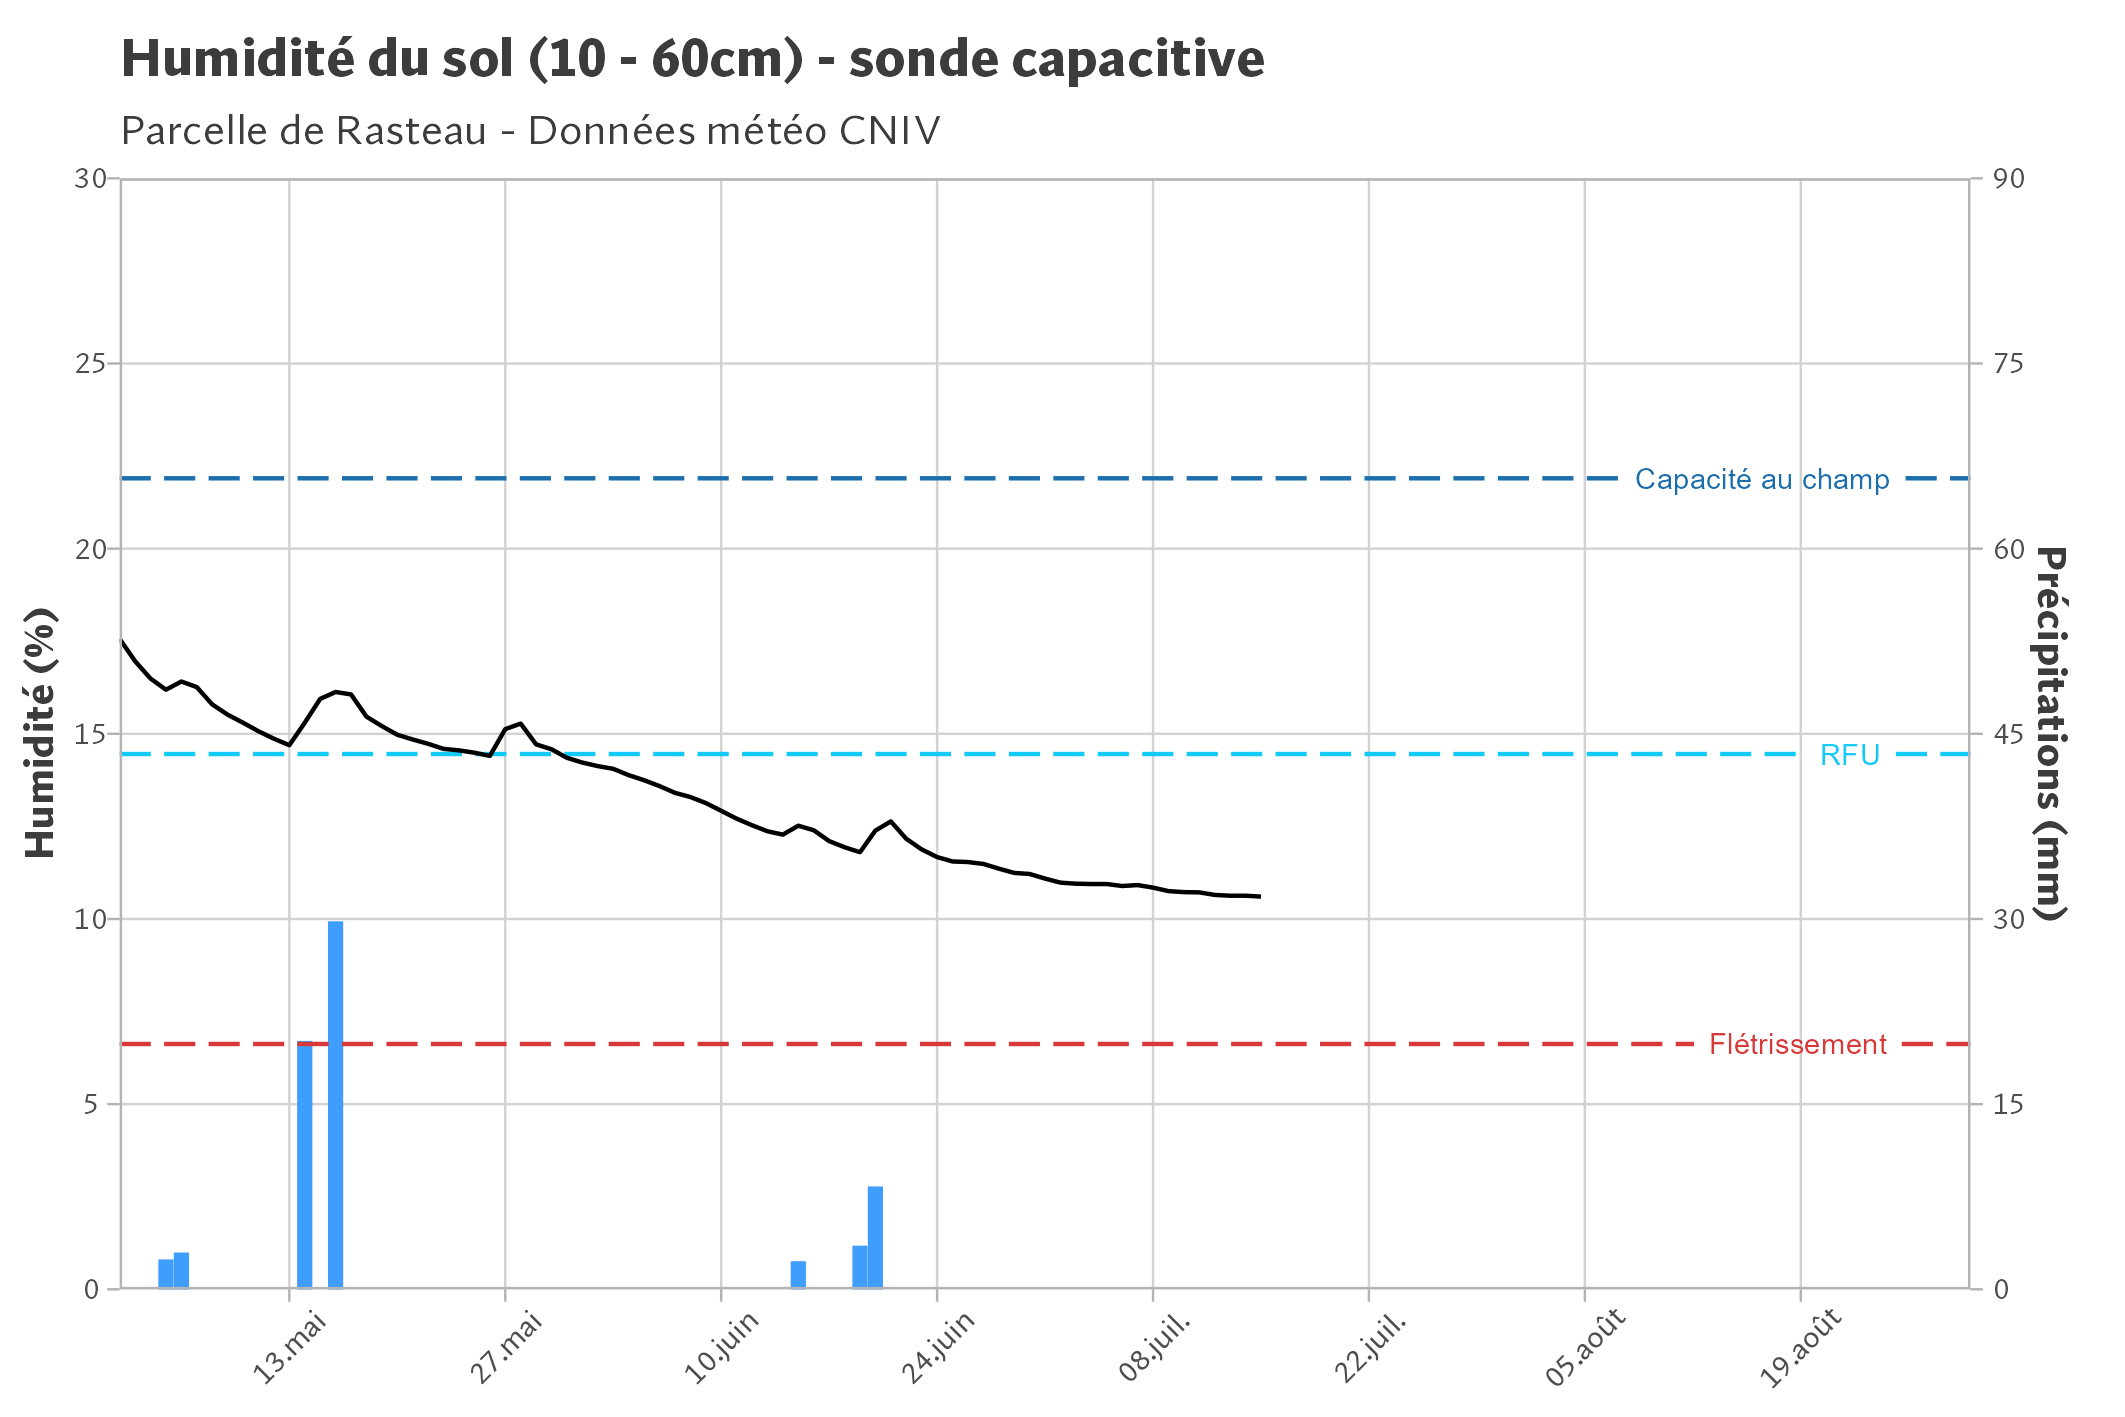 Humidité du sol (10 - 60cm) - sonde capacitive
Parcelle de Rasteau - Données météo CNIV
Humidité (%)
30
25
20
15
10
5
0
Capacité au champ
RFU
Flétrissement
90
75
60
45
30
15
0
Précipitations (mm)
13.mai
27.mai
10.juin
24.juin
08.juil.
22.juil.
05.août
19.août